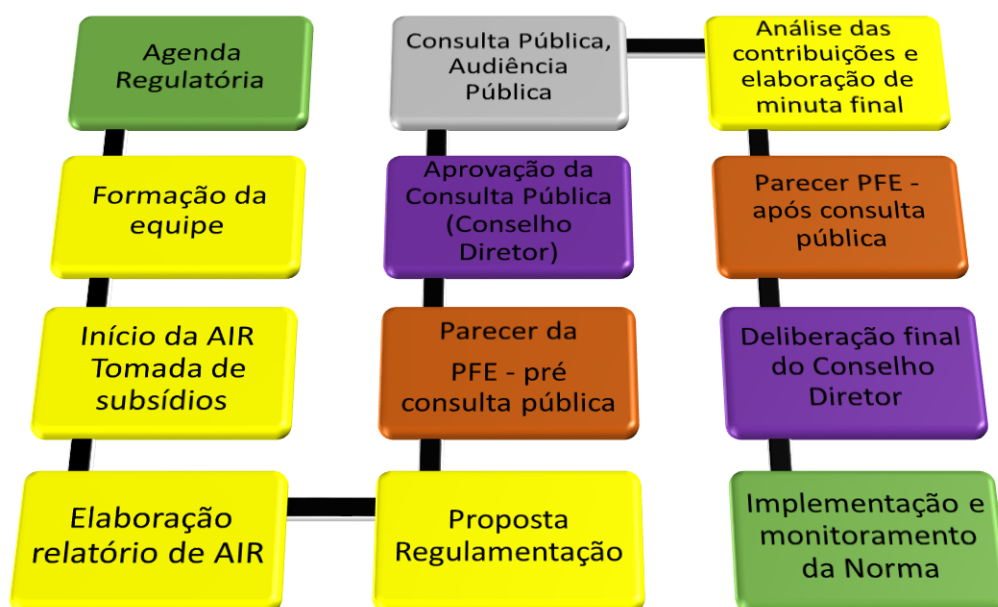 Agenda
Regulatória
Formação da
equipe
Início da AIR
Tomada de
subsídios
Elaboração
relatório de AIR
Proposta
Regulamentação
Parecer da
PFE - pré
consulta pública
Aprovação da
Consulta Pública
(Conselho
Diretor)
Consulta Pública,
Audiência
Pública
Análise das
contribuições e
elaboração de
minuta final
Parecer PFE -
após consulta
pública
Deliberação final
do Conselho
Diretor
Implementação e
monitoramento
da Norma